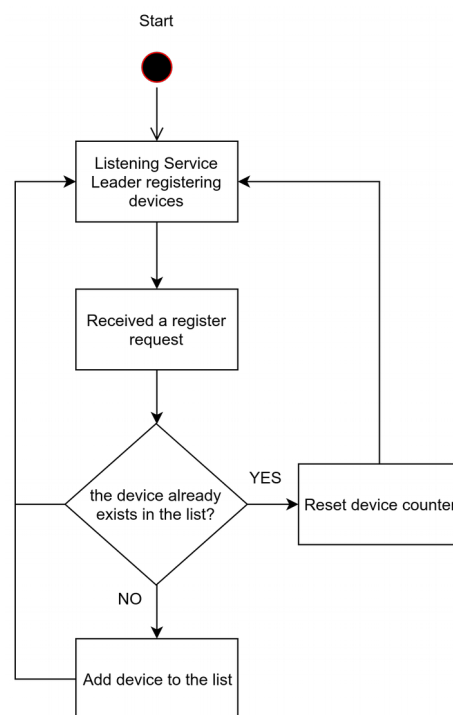 Start
Listening Service
Leader registering
devices
Received a register
request
the device already
exists in the list?
YES
Reset device counter
NO
Add device to the list